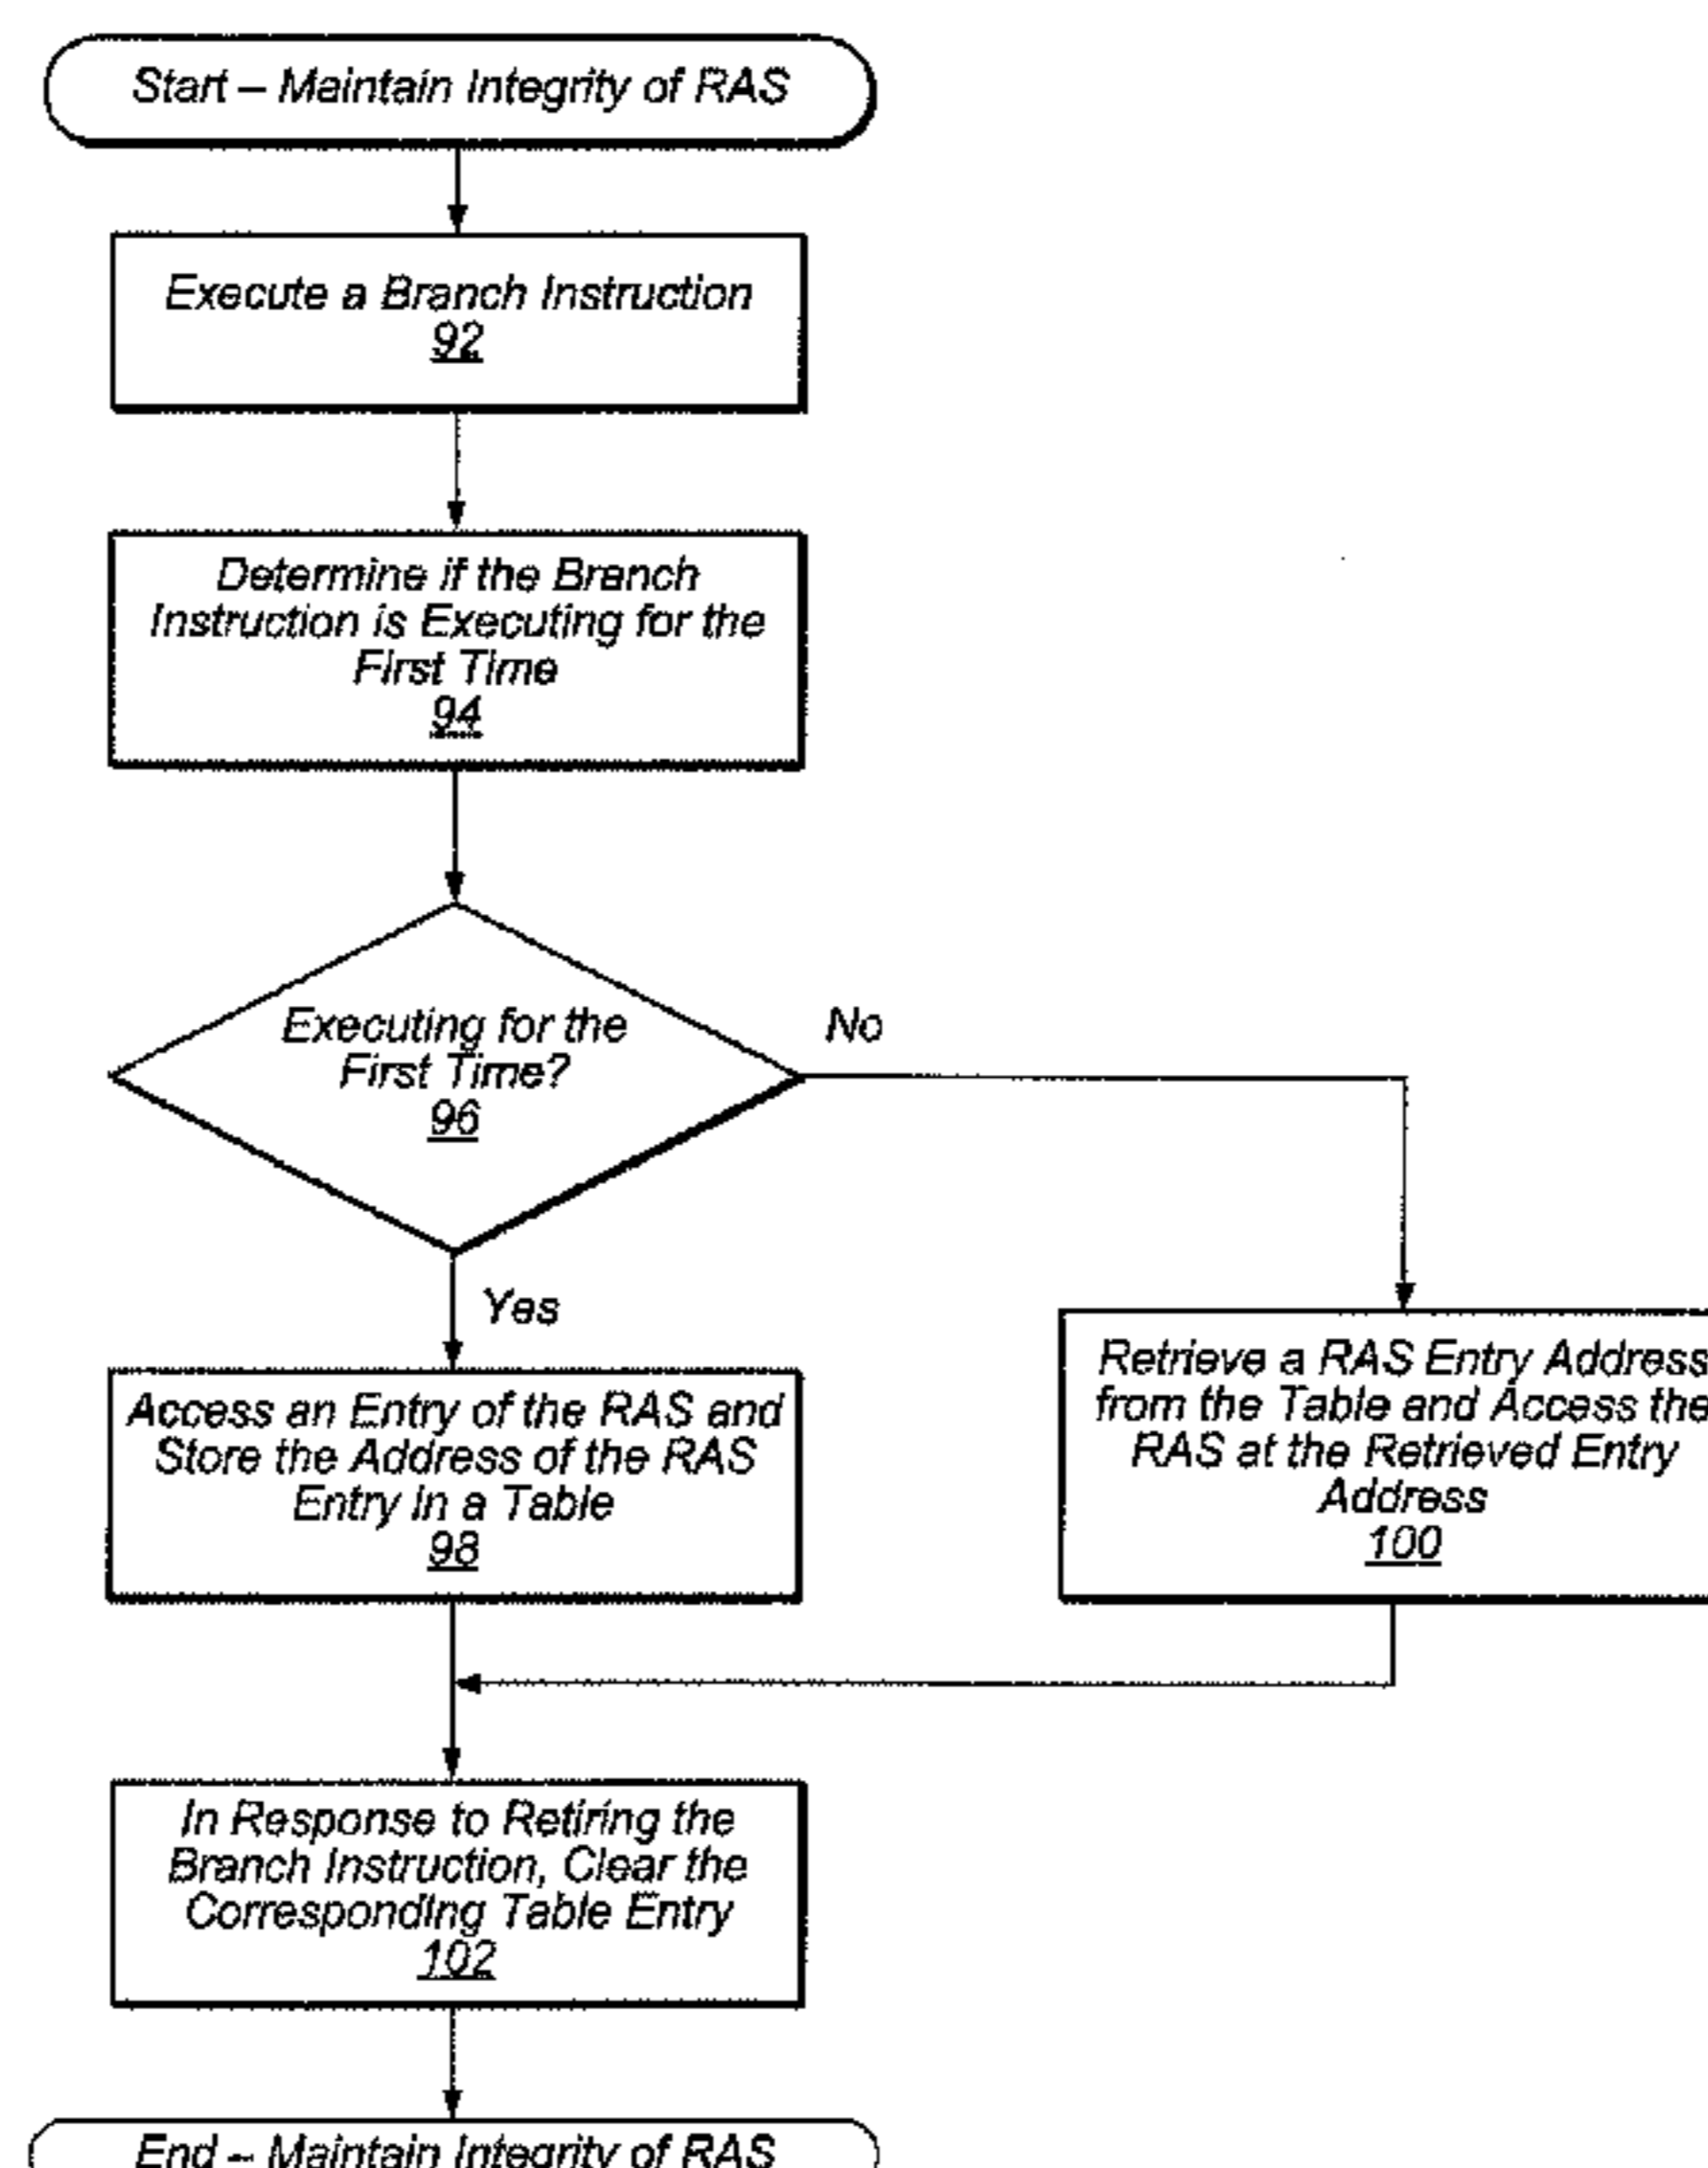 Start – Maintain Integrity of RAS
Execute a Branch Instruction
92
Determine if the Branch
Instruction is Executing for the
First Time
94
Executing for the
First Time?
96
No
Yes
Access an Entry of the RAS and
Store the Address of the RAS
Entry in a Table
98
Retrieve a RAS Entry Address
from the Table and Access the
RAS at the Retrieved Entry
Address
100
In Response to Retiring the
Branch Instruction, Clear the
Corresponding Table Entry
102
End – Maintain Integrity of RAS